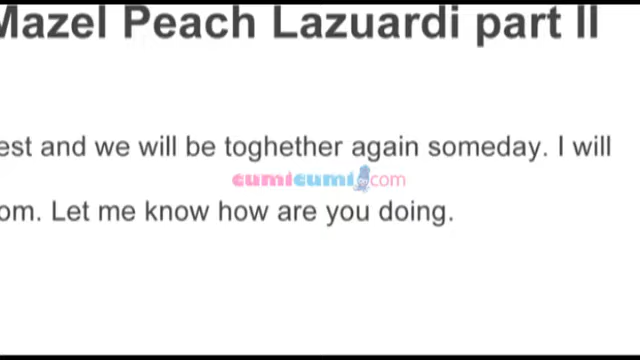 Mazel Peach Lazuardi part II
est and we will be toghether again someday. I will
cumicumi.com
om. Let me know how are you doing.